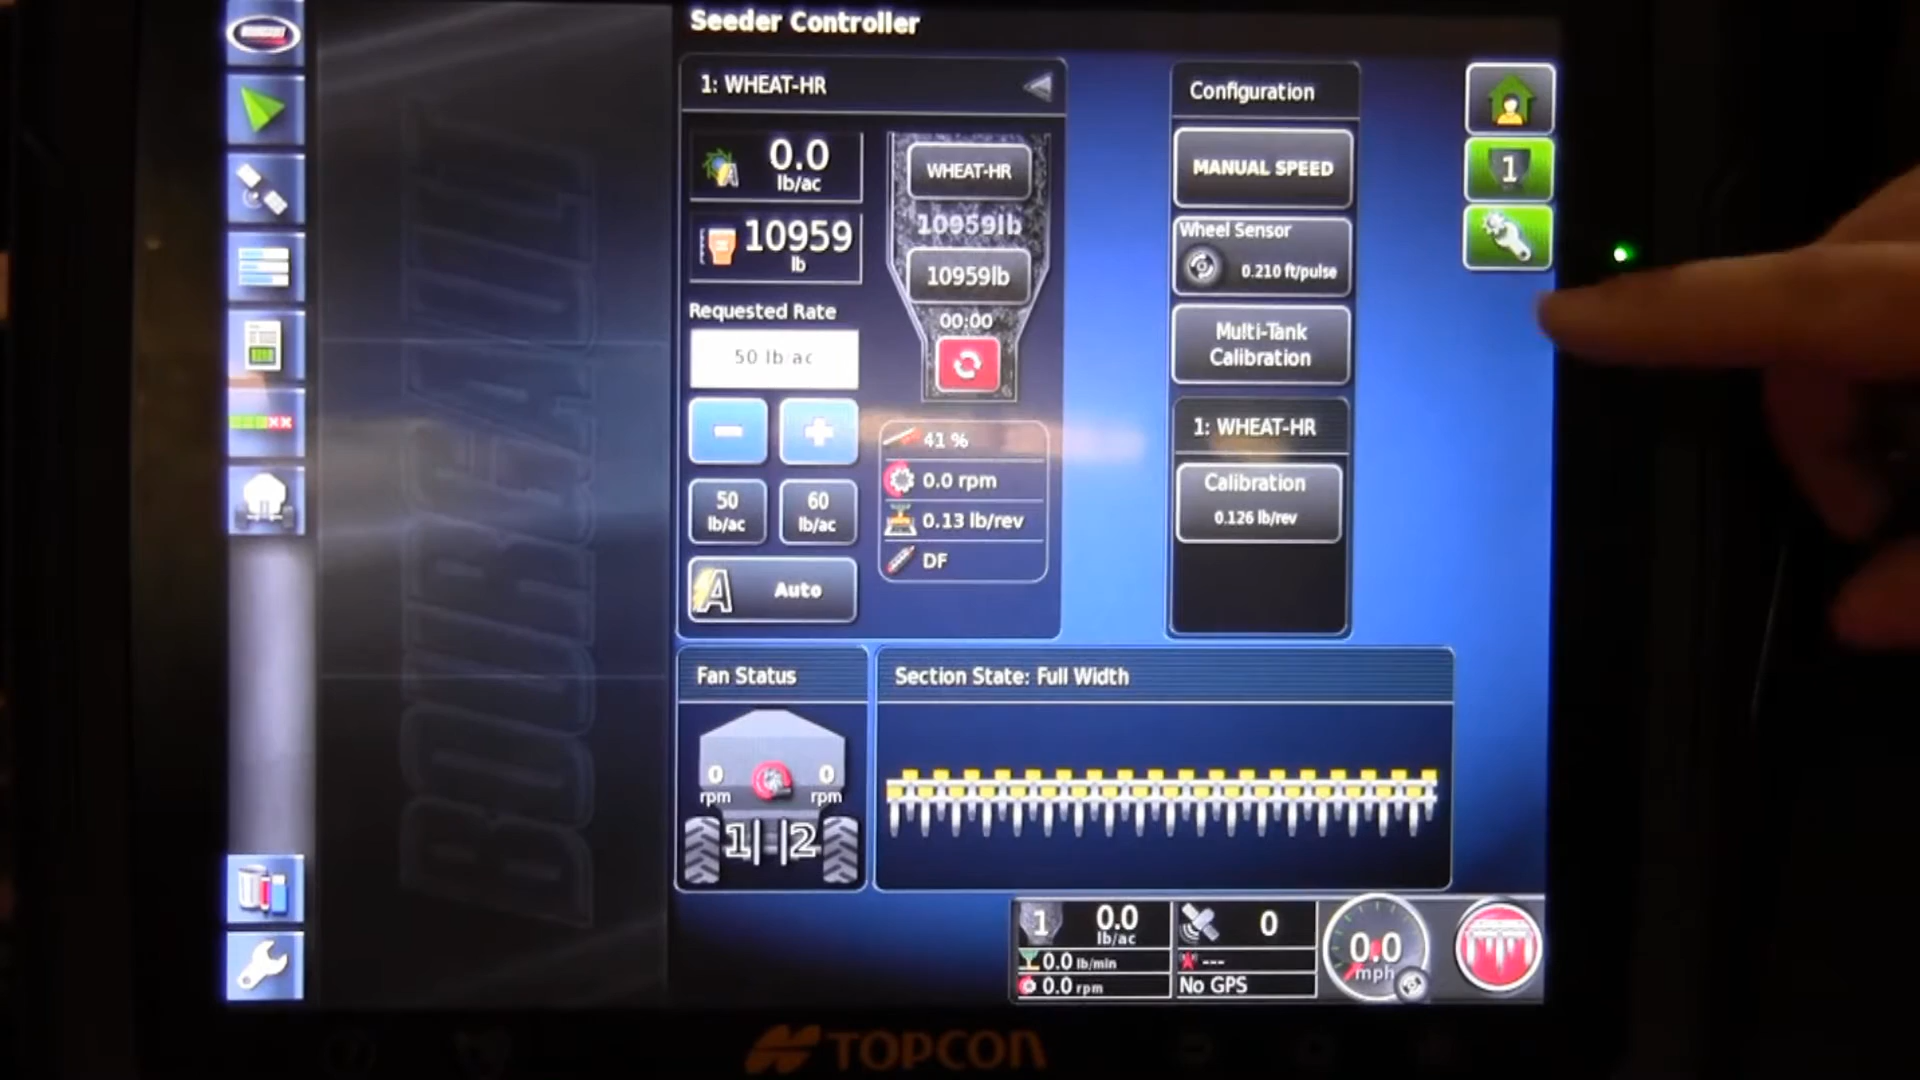 Seeder Controller
1: WHEAT-HR
0.0
lb/ac
10959
lb
WHEAT-HR
10959lb
10959lb
00:00
Requested Rate
50 lb/ac
50
lb/ac
60
lb/ac
A
Auto
41 %
0.0 rpm
0.13 lb/rev
DF
Configuration
MANUAL SPEED
Wheel Sensor
0.210 ft/pulse
Multi-Tank
Calibration
1: WHEAT-HR
Calibration
0.126 lb/rev
1
Fan Status
0
rpm
0
rpm
1 2
Section State: Full Width
1
0.0
lb/ac
0.0 lb/min
0.0 rpm
0
---
No GPS
0.0
mph
BOURGAULT
TOPCON